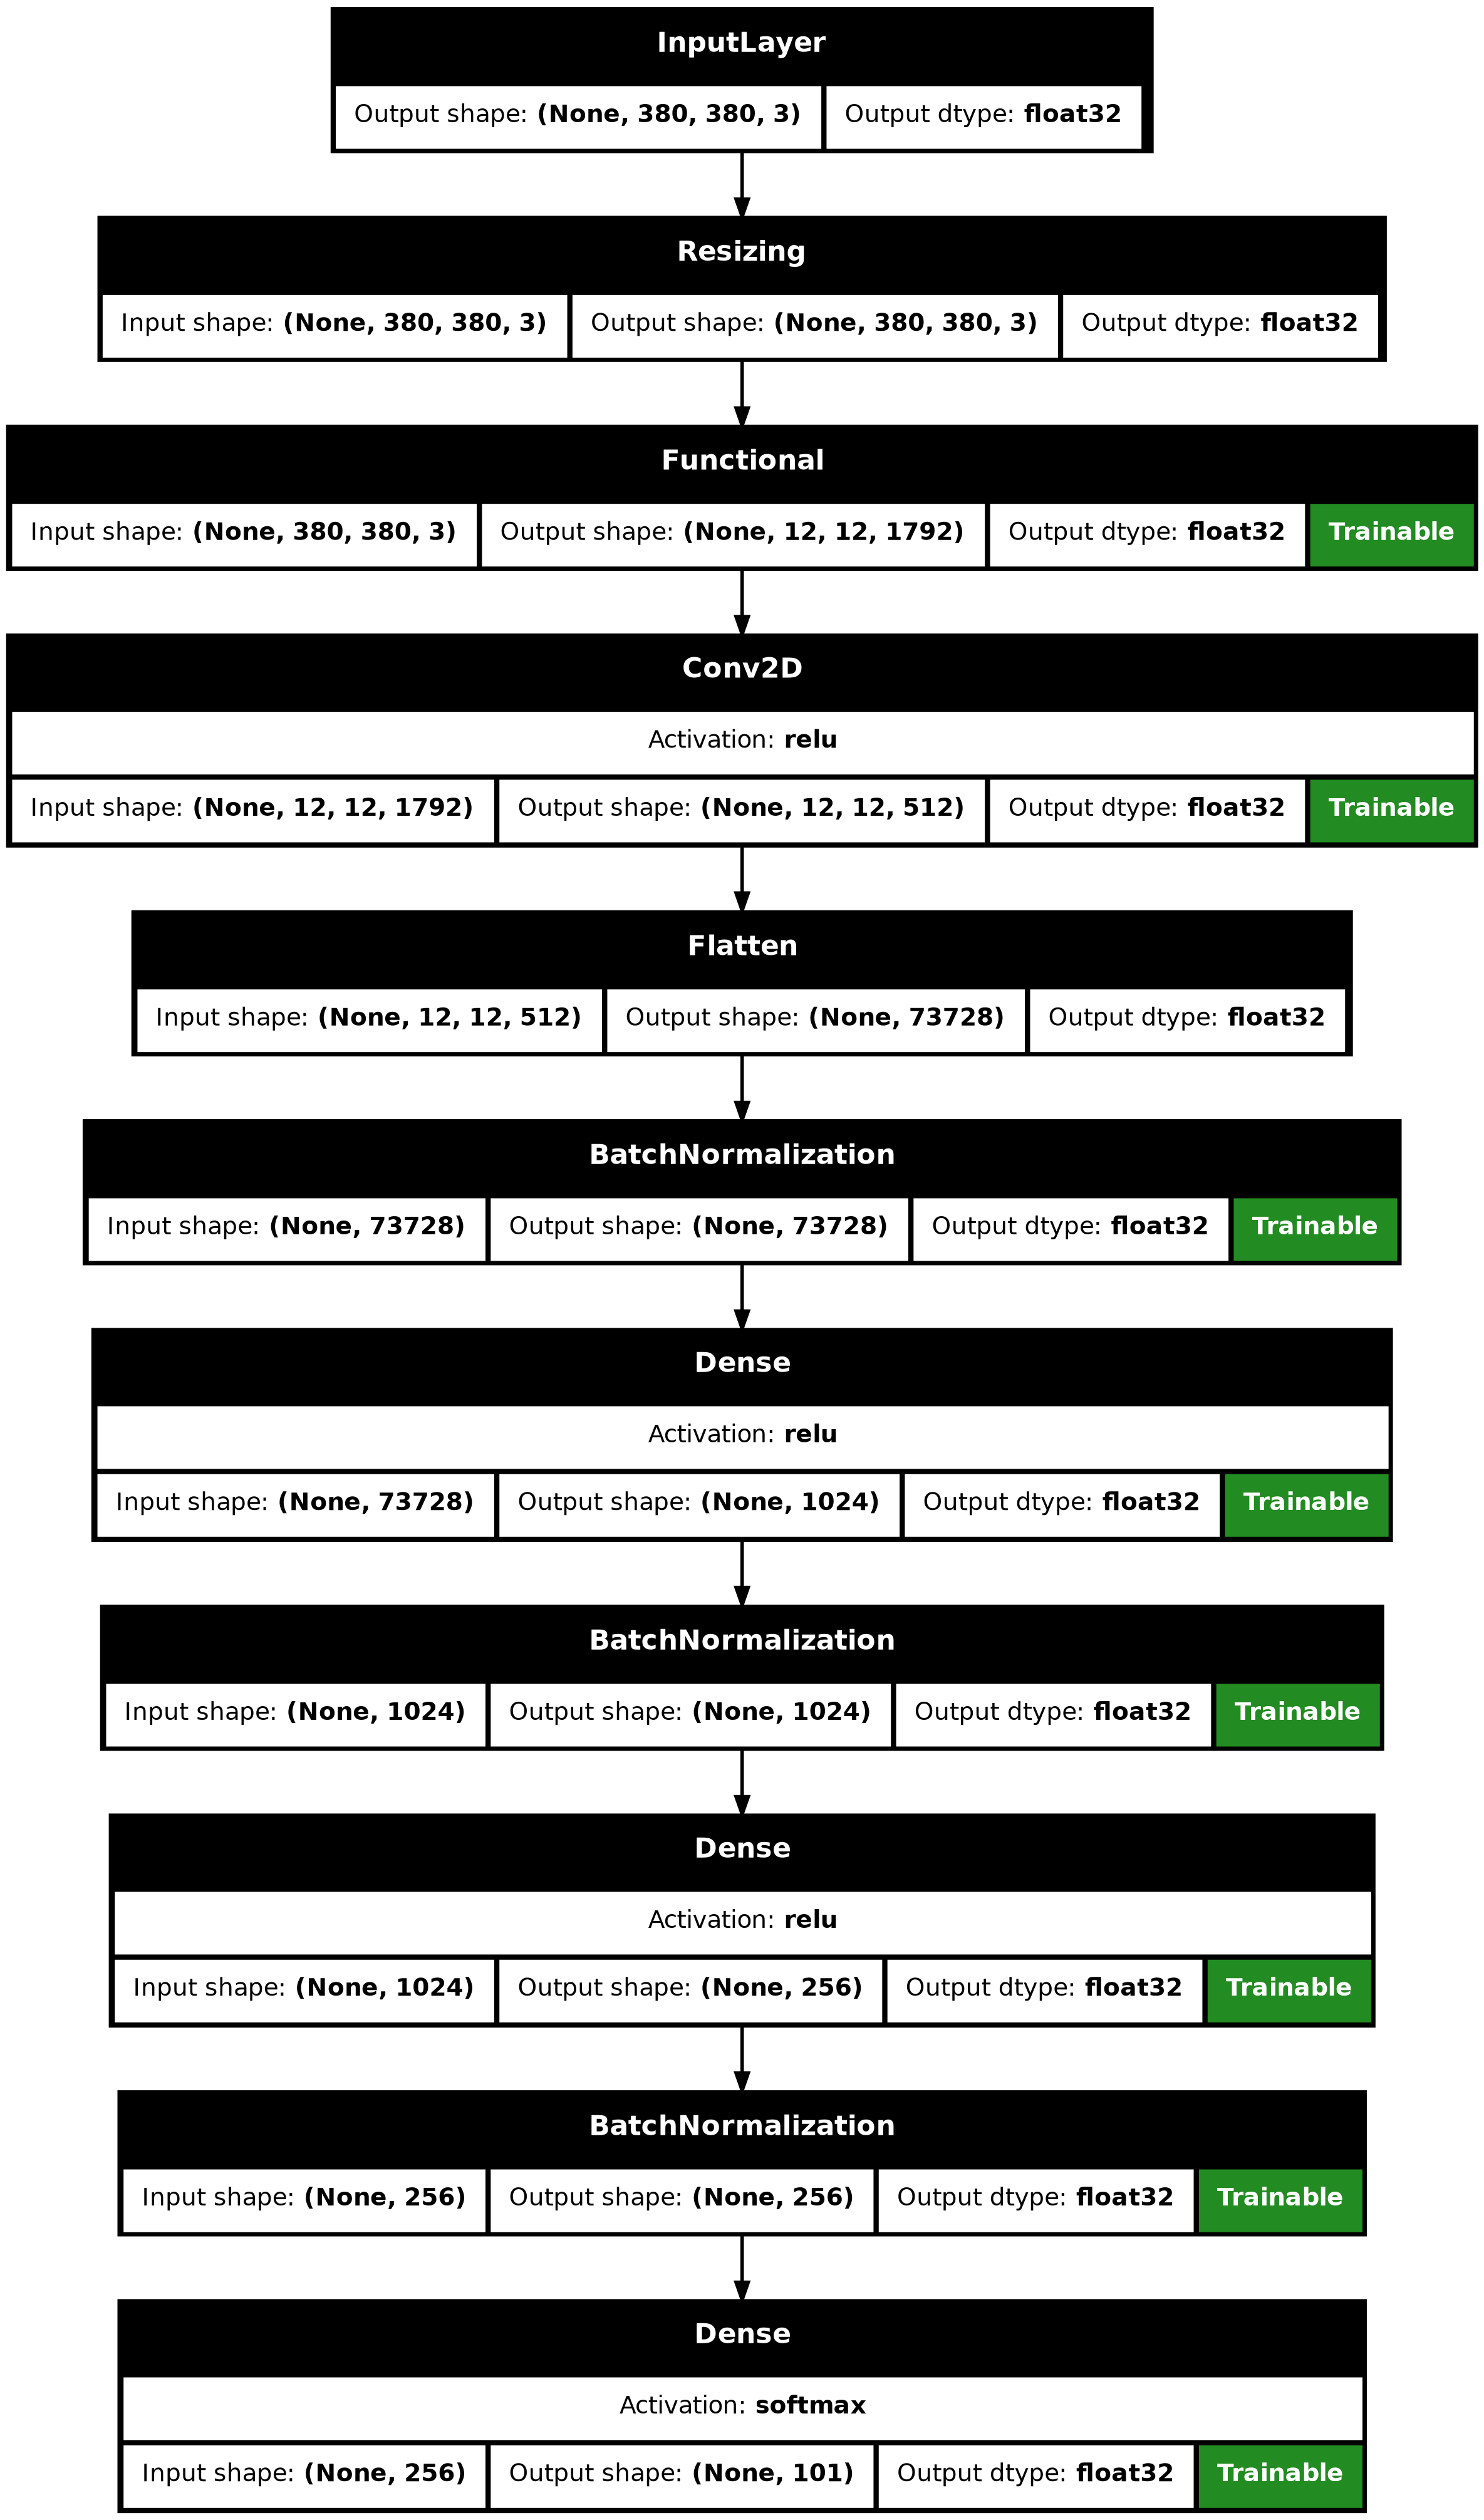 InputLayer
Output shape: (None, 380, 380, 3) Output dtype: float32
Resizing
Input shape: (None, 380, 380, 3) Output shape: (None, 380, 380, 3) Output dtype: float32
Functional
Input shape: (None, 380, 380, 3) Output shape: (None, 12, 12, 1792) Output dtype: float32 Trainable
Conv2D
Activation: relu
Input shape: (None, 12, 12, 1792) Output shape: (None, 12, 12, 512) Output dtype: float32 Trainable
Flatten
Input shape: (None, 12, 12, 512) Output shape: (None, 73728) Output dtype: float32
BatchNormalization
Input shape: (None, 73728) Output shape: (None, 73728) Output dtype: float32 Trainable
Dense
Activation: relu
Input shape: (None, 73728) Output shape: (None, 1024) Output dtype: float32 Trainable
BatchNormalization
Input shape: (None, 1024) Output shape: (None, 1024) Output dtype: float32 Trainable
Dense
Activation: relu
Input shape: (None, 1024) Output shape: (None, 256) Output dtype: float32 Trainable
BatchNormalization
Input shape: (None, 256) Output shape: (None, 256) Output dtype: float32 Trainable
Dense
Activation: softmax
Input shape: (None, 256) Output shape: (None, 101) Output dtype: float32 Trainable